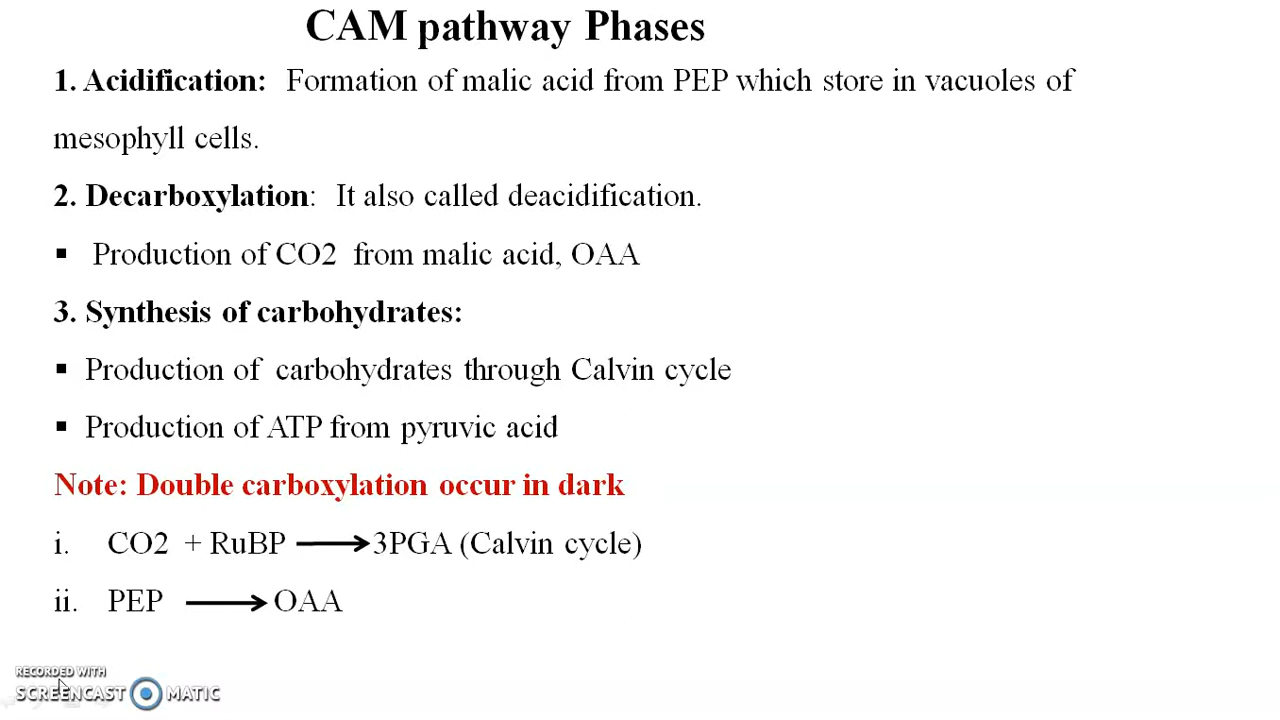 CAM pathway Phases
1. Acidification: Formation of malic acid from PEP which store in vacuoles of
mesophyll cells.
2. Decarboxylation: It also called deacidification.
▪ Production of CO2 from malic acid, OAA
3. Synthesis of carbohydrates:
▪ Production of carbohydrates through Calvin cycle
▪ Production of ATP from pyruvic acid
Note: Double carboxylation occur in dark
i. CO2 + RuBP ⟶ 3PGA (Calvin cycle)
ii. PEP ⟶ OAA
RECORDED WITH
SCREENCAST MATIC